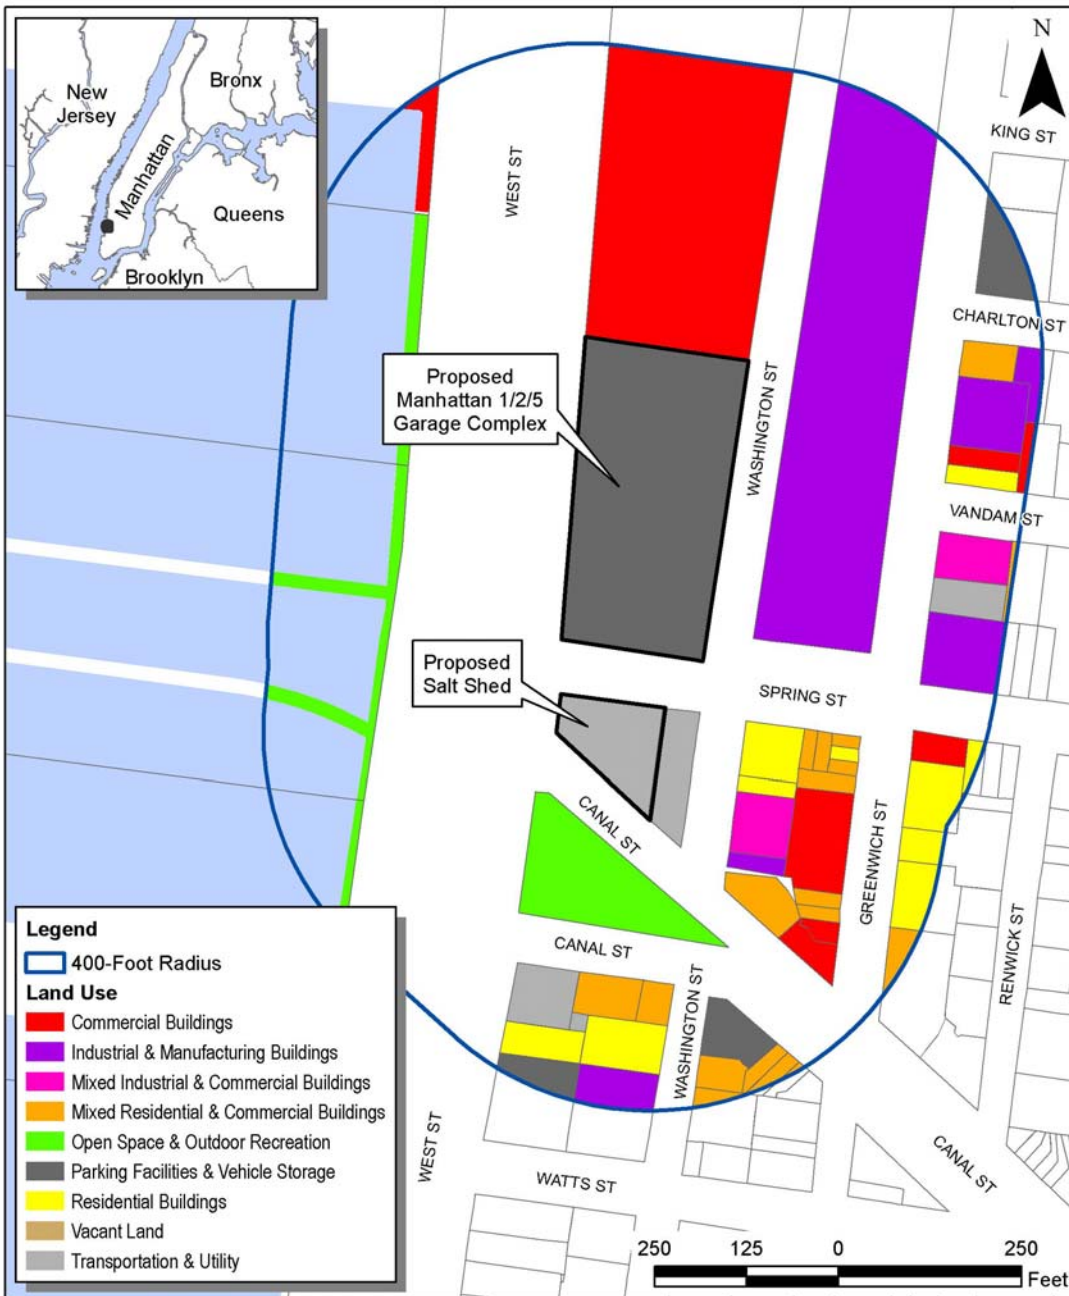 N
New
Jersey
Bronx
Manhattan
Queens
Brooklyn
KING ST
WEST ST
CHARLTON ST
Proposed
Manhattan 1/2/5
Garage Complex
WASHINGTON ST
VANDAM ST
Proposed
Salt Shed
SPRING ST
CANAL ST
GREENWICH ST
CANAL ST
RENWICK ST
WASHINGTON ST
WEST ST
CANAL ST
WATTS ST
Legend
400-Foot Radius
Land Use
Commercial Buildings
Industrial & Manufacturing Buildings
Mixed Industrial & Commercial Buildings
Mixed Residential & Commercial Buildings
Open Space & Outdoor Recreation
Parking Facilities & Vehicle Storage
Residential Buildings
Vacant Land
Transportation & Utility
250 125 0 250
Feet